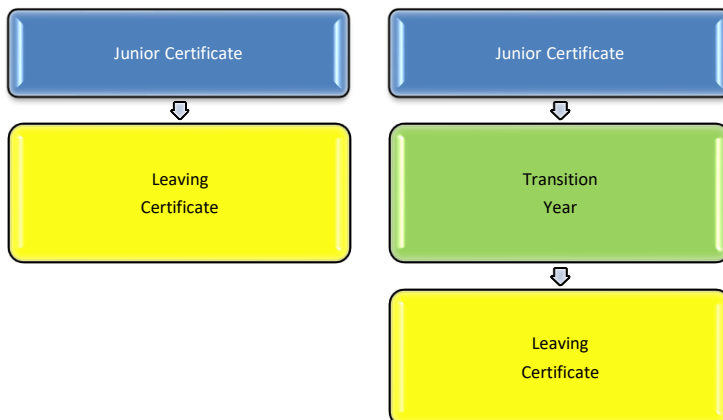 Junior Certificate
Leaving
Certificate
Junior Certificate
Transition
Year
Leaving
Certificate